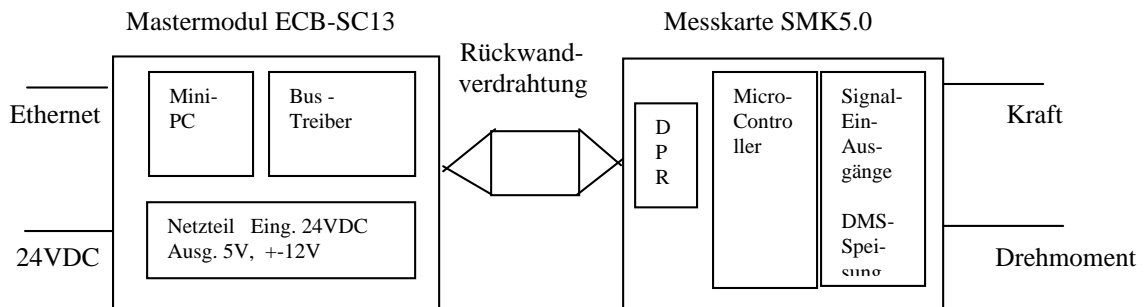 Mastermodul ECB-SC13
Messkarte SMK5.0
Rückwand-
verdrahtung
Ethernet
24VDC
Mini-
PC
Bus -
Treiber
Netzteil Eing. 24VDC
Ausg. 5V, +-12V
D
P
R
Micro-
Contro
ller
Signal-
Ein-
Aus-
gänge
DMS-
Spei-
sung
Kraft
Drehmoment